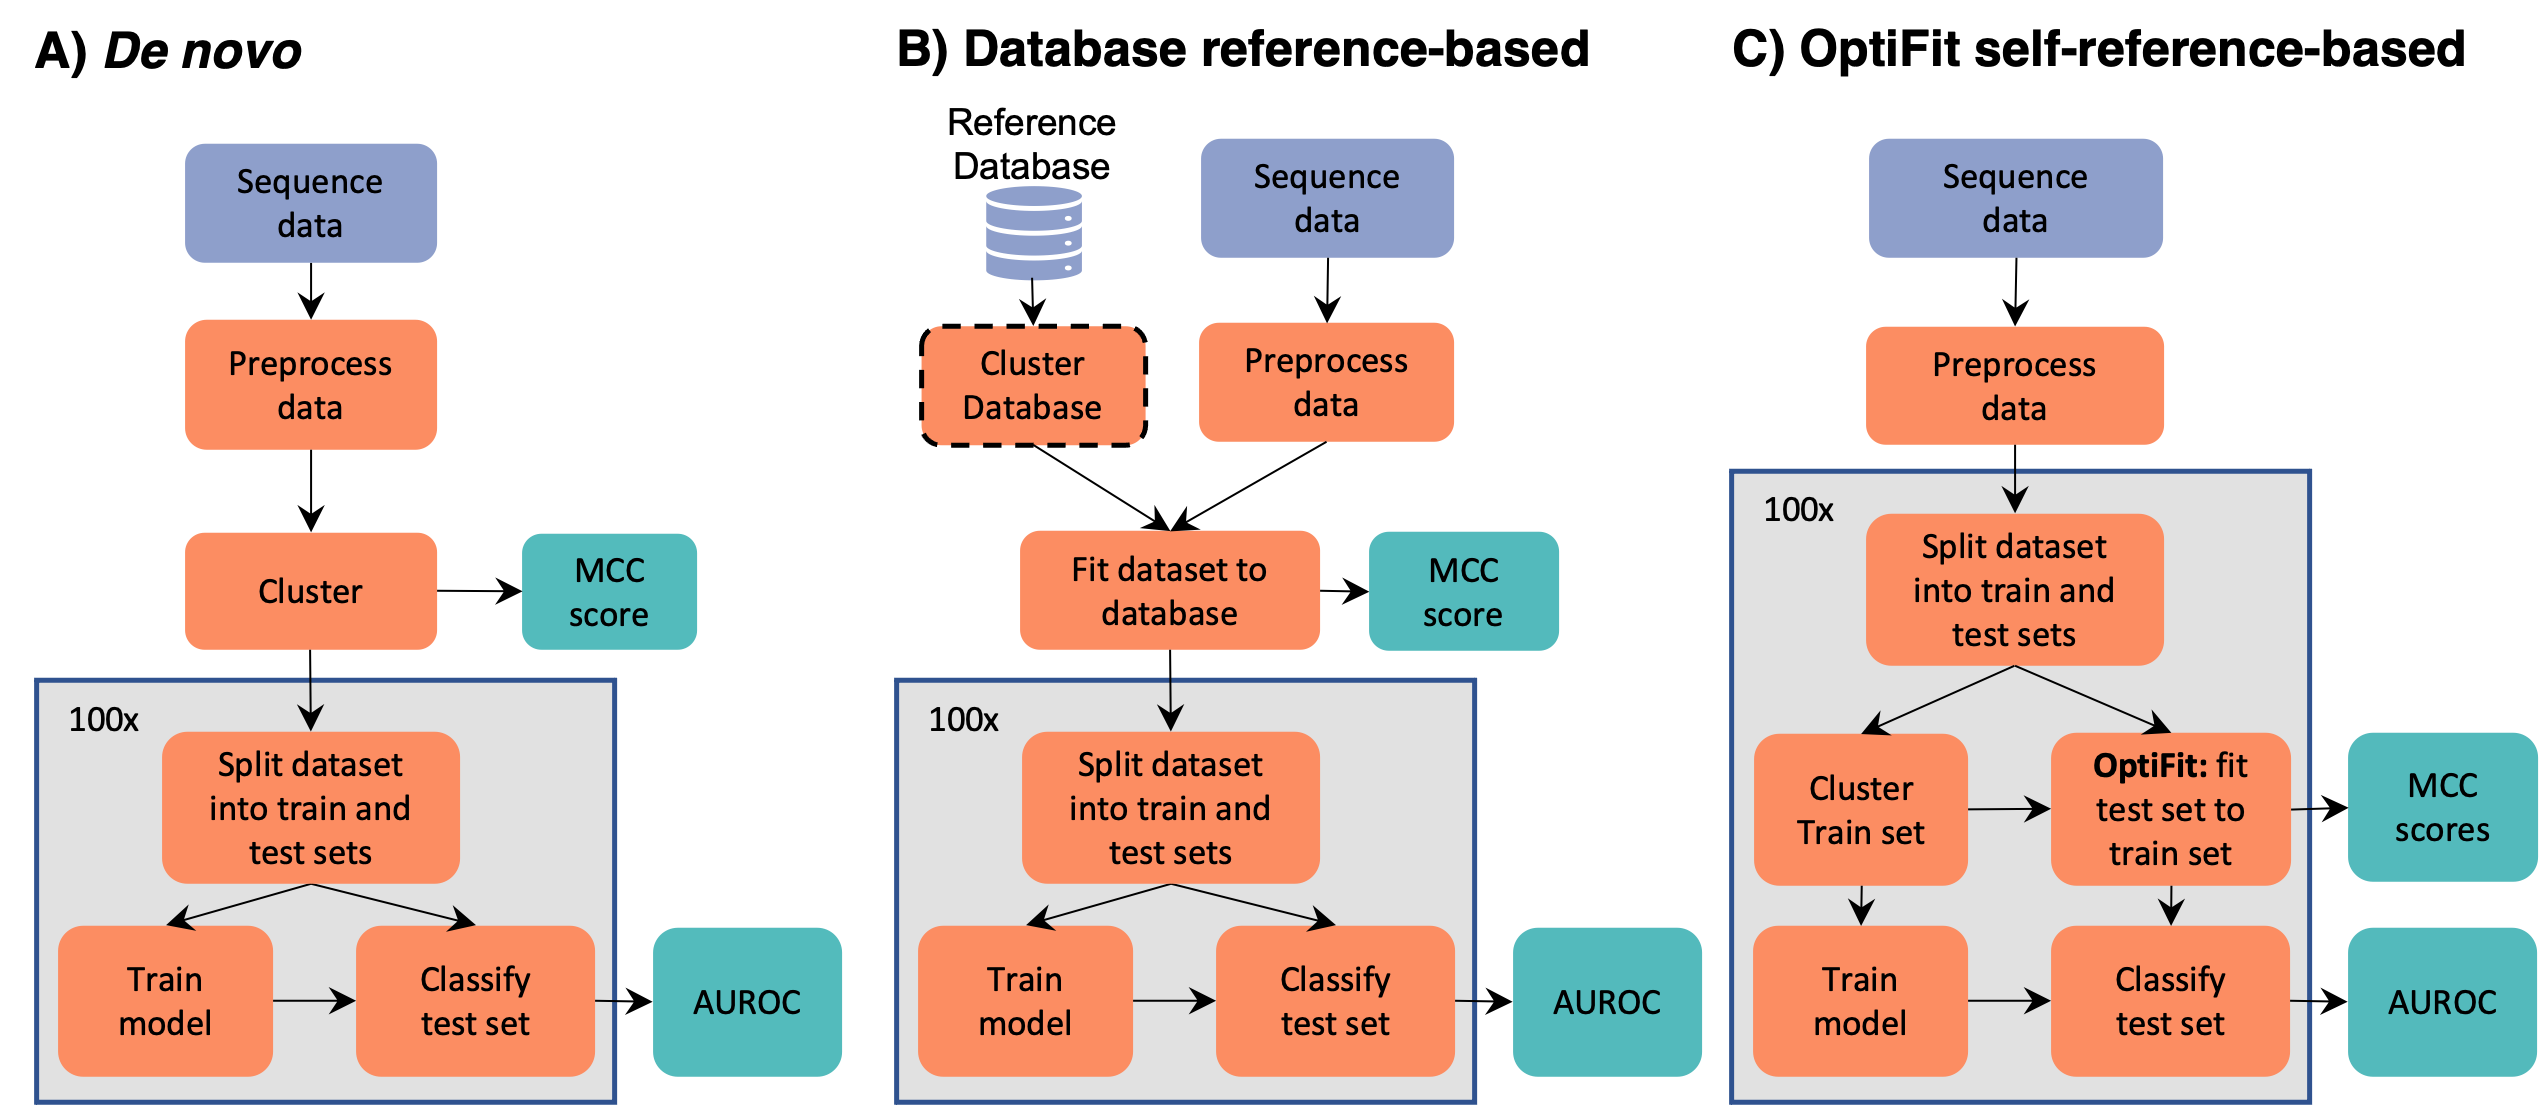 A) De novo
Sequence
data
Preprocess
data
Cluster
MCC
score
100x
Split dataset
into train and
test sets
Train
model
Classify
test set
AUROC
B) Database reference-based
Reference
Database
Sequence
data
Cluster
Database
Preprocess
data
Fit dataset to
database
MCC
score
100x
Split dataset
into train and
test sets
Train
model
Classify
test set
AUROC
C) OptiFit self-reference-based
Sequence
data
Preprocess
data
100x
Split dataset
into train and
test sets
Cluster
Train set
OptiFit: fit
test set to
train set
MCC
scores
Train
model
Classify
test set
AUROC